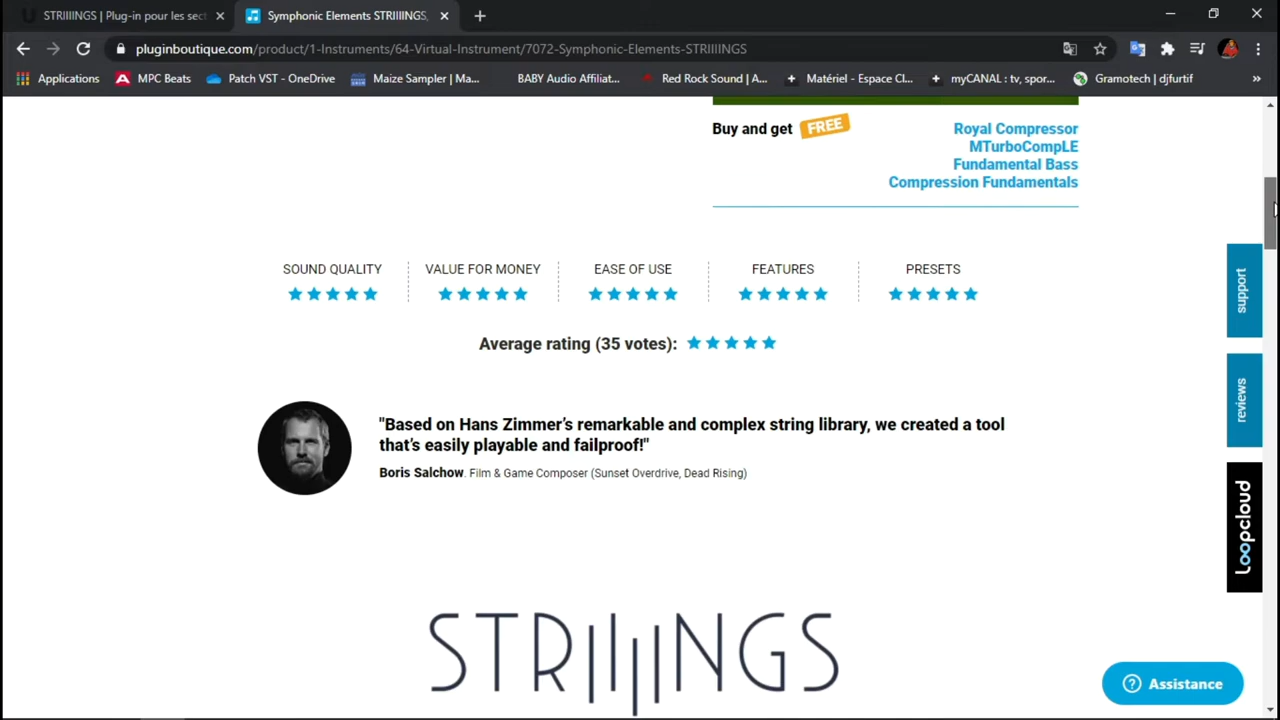 STRIIIINGS | Plug-in pour les sect
Symphonic Elements STRIIIINGS,
pluginboutique.com/product/1-Instruments/64-Virtual-Instrument/7072-Symphonic-Elements-STRIIIINGS
Applications
MPC Beats
Patch VST - OneDrive
Maize Sampler | Ma...
BABY Audio Affiliat...
Red Rock Sound | A...
Matériel - Espace Cl...
myCANAL : tv, spor...
Gramotech | djfurtif
»
Buy and get FREE
Royal Compressor
MTurboCompLE
Fundamental Bass
Compression Fundamentals
SOUND QUALITY
VALUE FOR MONEY
EASE OF USE
FEATURES
PRESETS
Average rating (35 votes):
"Based on Hans Zimmer's remarkable and complex string library, we created a tool
that's easily playable and failproof!"
Boris Salchow. Film & Game Composer (Sunset Overdrive, Dead Rising)
support
reviews
Loopcloud
STRIIIINGS
Assistance